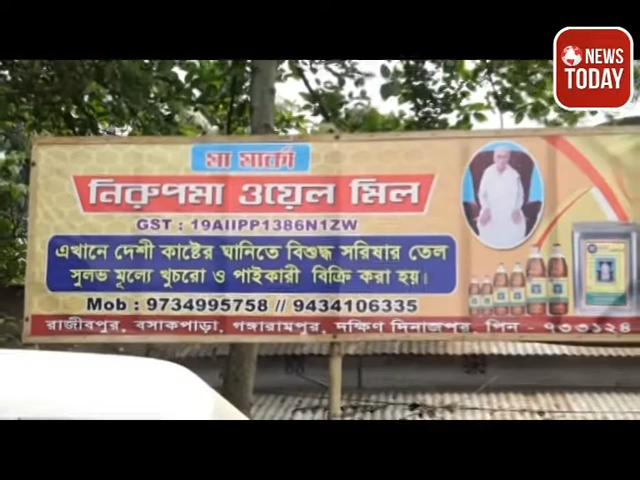 NEWS
TODAY
মা মার্কা
নিরুপমা ওয়েল মিল
GST : 19AIIPP1386N1ZW
এখানে দেশী কাষ্টের ঘানিতে বিশুদ্ধ সরিষার তেল
সুলভ মূল্যে খুচরো ও পাইকারী বিক্রি করা হয়।
Mob : 9734995758 // 9434106335
রাজীবপুর, বসাকপাড়া, গঙ্গারামপুর, দক্ষিণ দিনাজপুর, পিন - ৭৩৩১২৪